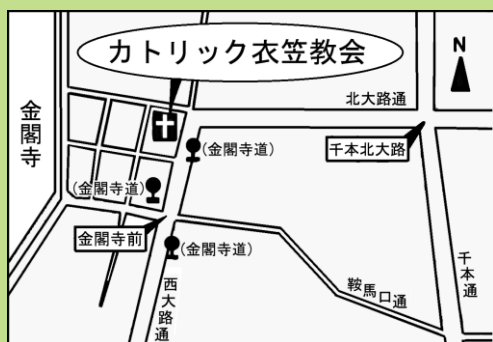 カトリック衣笠教会
N
北大路通
金閣寺
(金閣寺道)
千本北大路
(金閣寺道)
金閣寺前
(金閣寺道)
西大路通
鞍馬口通
千本通